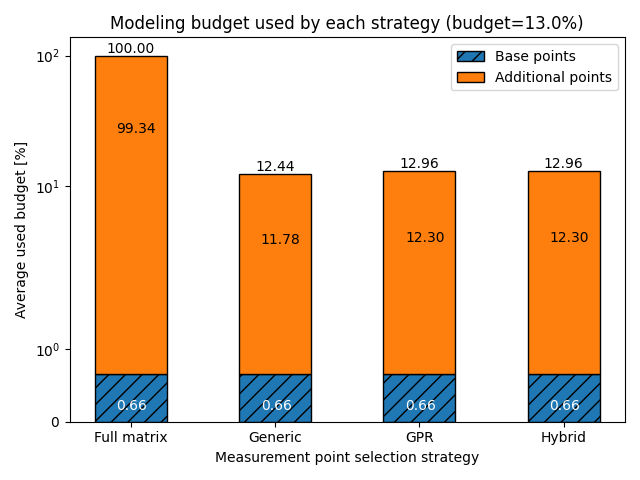 Modeling budget used by each strategy (budget=13.0%)
Base points
Additional points
Average used budget [%]
10²
10¹
10⁰
0
100.00
99.34
0.66
12.44
11.78
0.66
12.96
12.30
0.66
12.96
12.30
0.66
Full matrix
Generic
GPR
Hybrid
Measurement point selection strategy